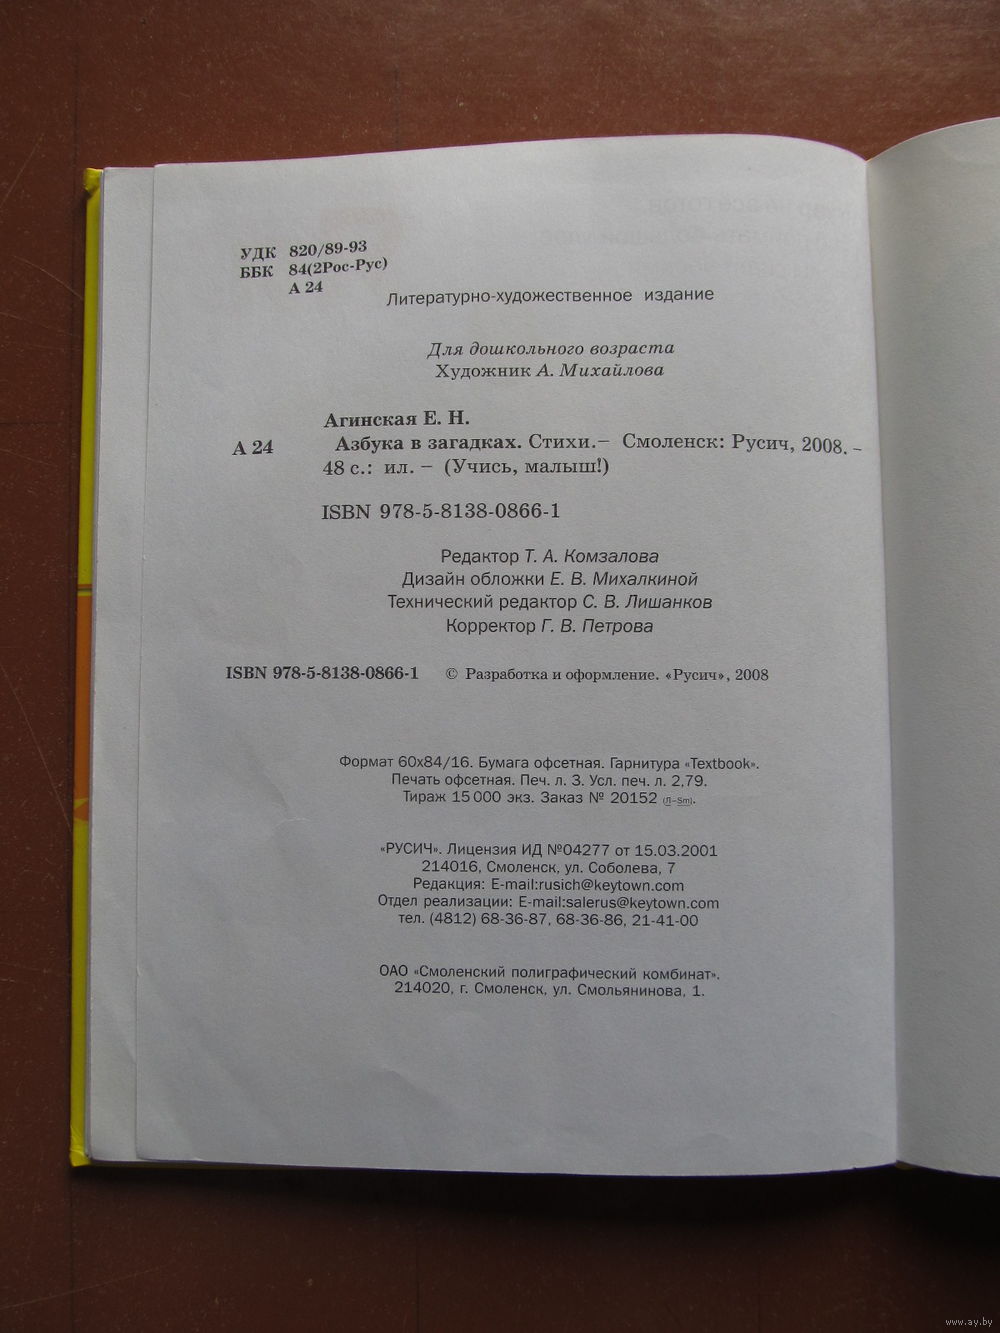 УДК 820/89-93
ББК 84(2Рос-Рус)
А 24
Литературно-художественное издание
Для дошкольного возраста
Художник А. Михайлова
Агинская Е. Н.
А 24 Азбука в загадках. Стихи.– Смоленск: Русич, 2008. –
48 с.: ил. – (Учись, малыш!)
ISBN 978-5-8138-0866-1
Редактор Т. А. Комзалова
Дизайн обложки Е. В. Михалкиной
Технический редактор С. В. Лишанков
Корректор Г. В. Петрова
ISBN 978-5-8138-0866-1 © Разработка и оформление. «Русич», 2008
Формат 60х84/16. Бумага офсетная. Гарнитура «Textbook».
Печать офсетная. Печ. л. 3. Усл. печ. л. 2,79.
Тираж 15 000 экз. Заказ № 20152 (Л-Sm).
«РУСИЧ». Лицензия ИД №04277 от 15.03.2001
214016, Смоленск, ул. Соболева, 7
Редакция: E-mail:rusich@keytown.com
Отдел реализации: E-mail:salerus@keytown.com
тел. (4812) 68-36-87, 68-36-86, 21-41-00
ОАО «Смоленский полиграфический комбинат».
214020, г. Смоленск, ул. Смольянинова, 1.
www.ay.by